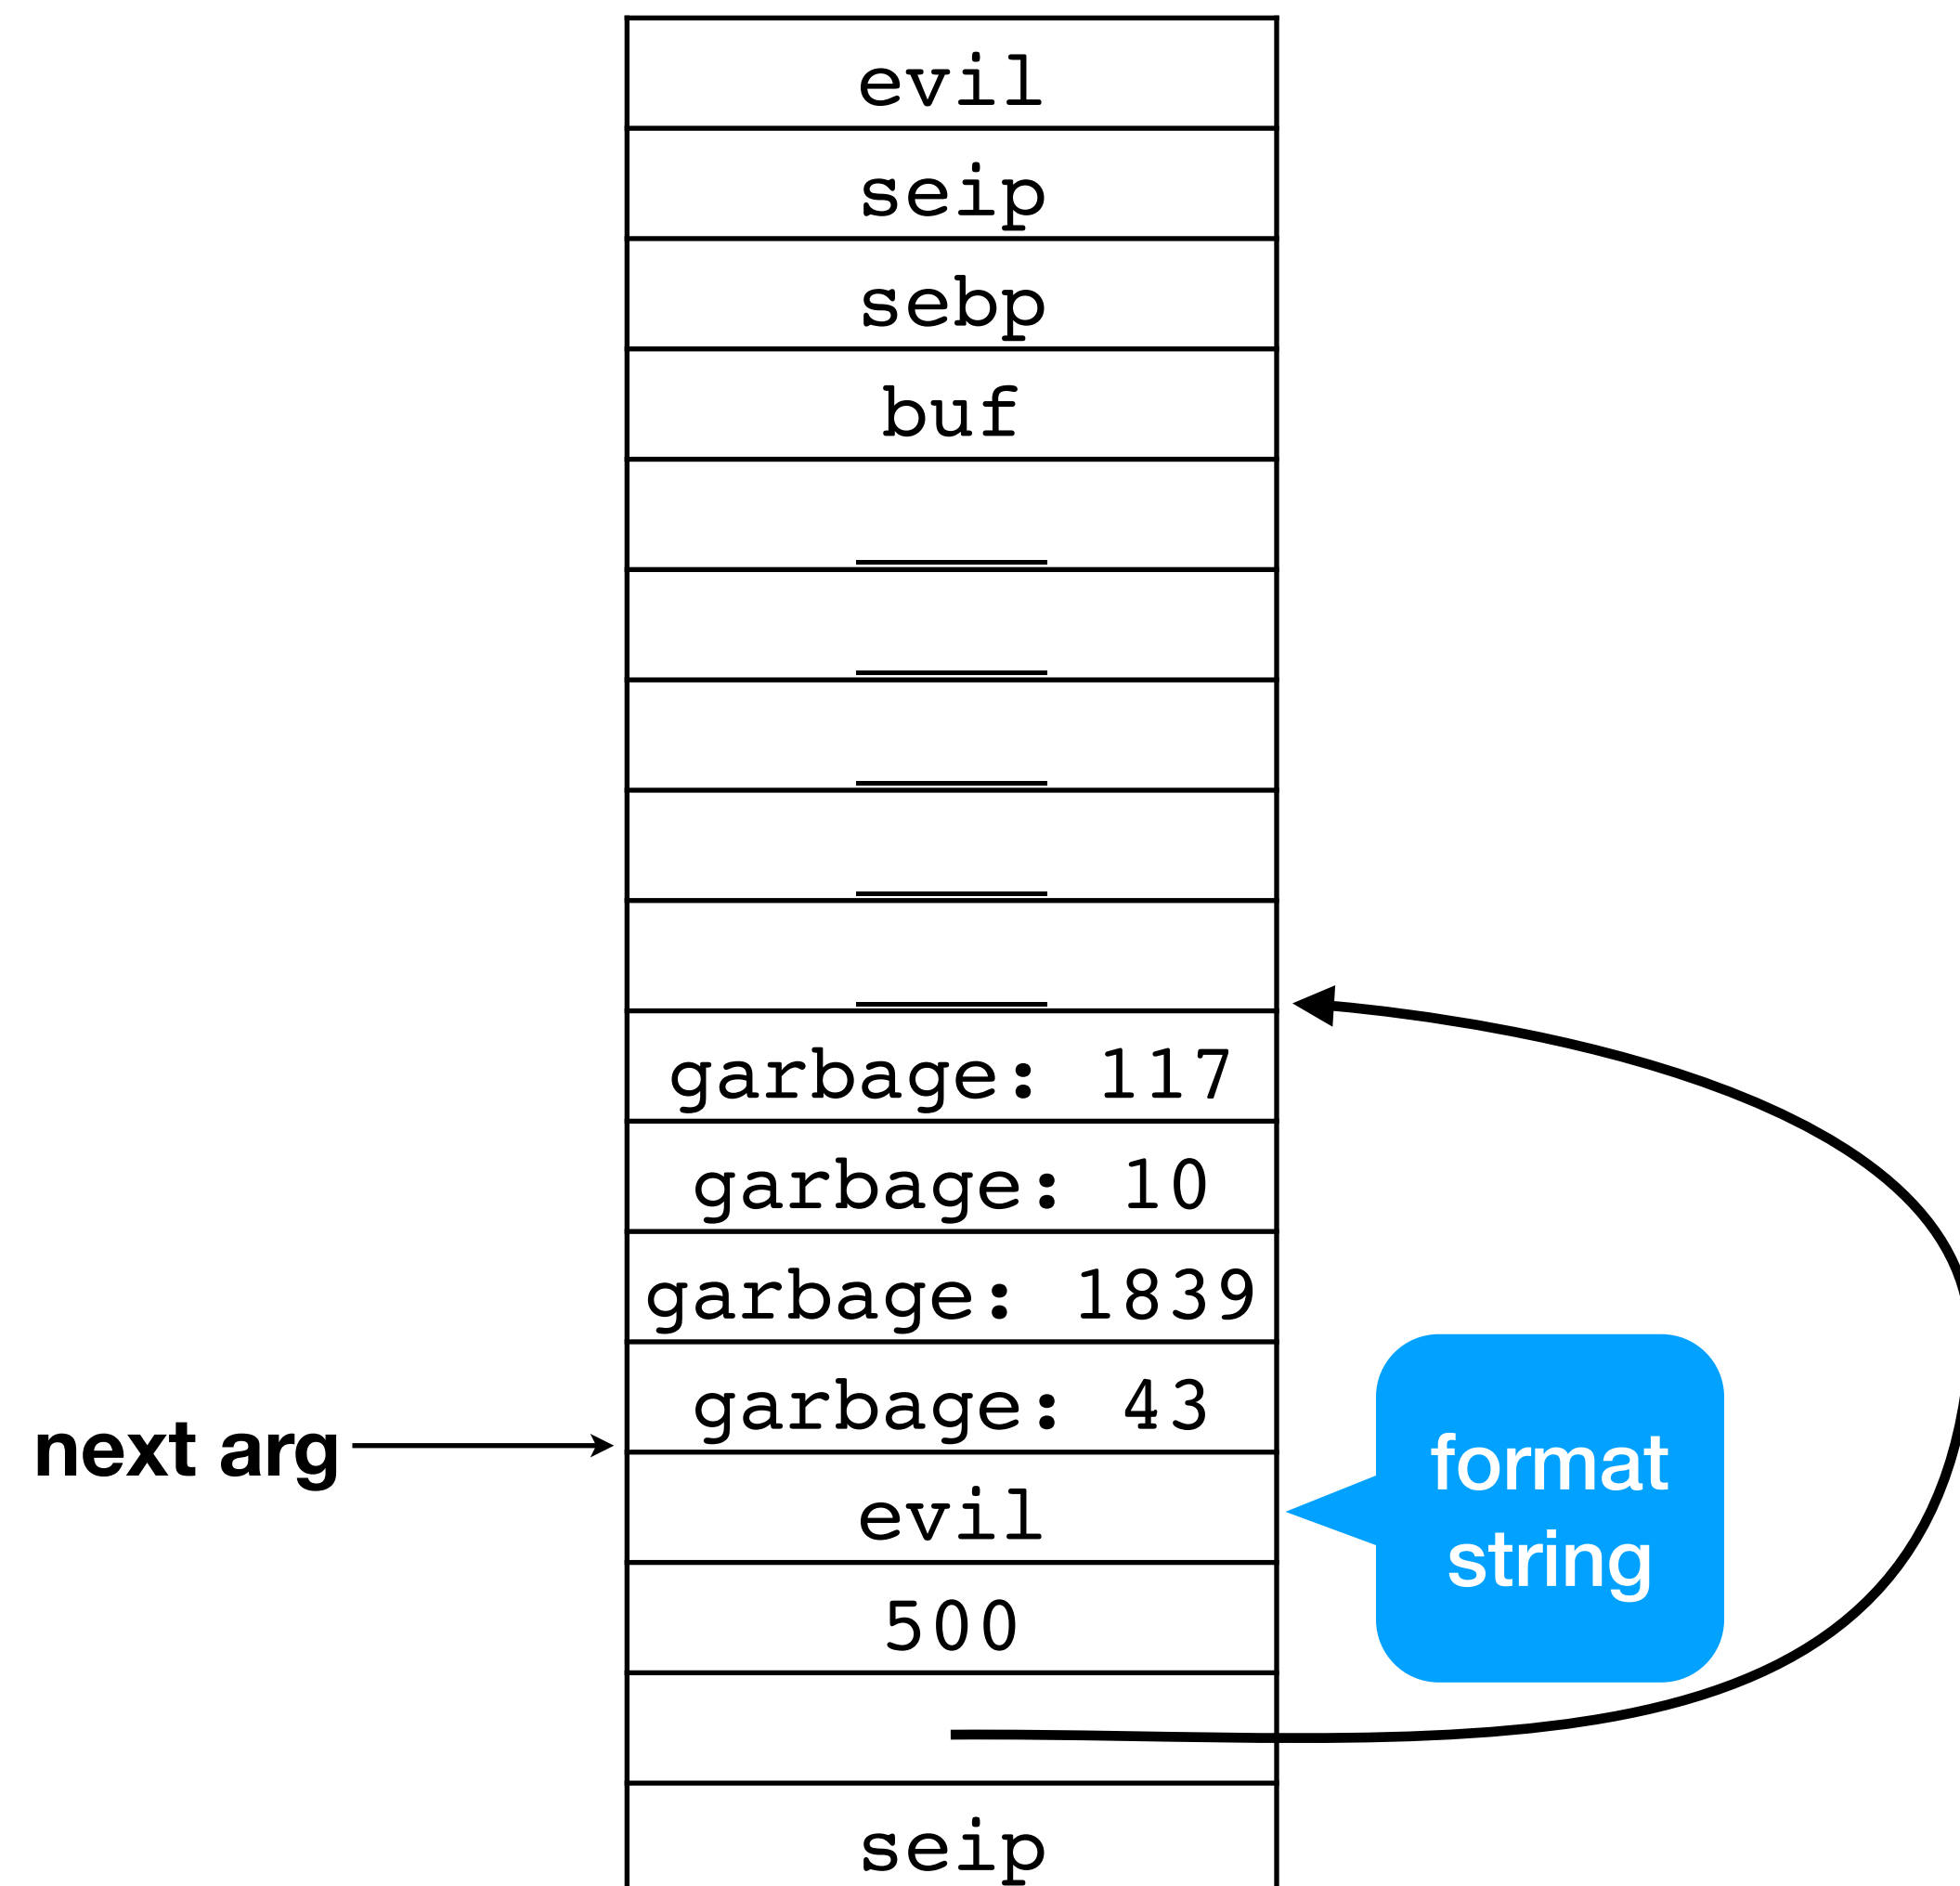 evil
seip
sebp
buf
garbage: 117
garbage: 10
garbage: 1839
garbage: 43
next arg
evil
format
string
500
seip